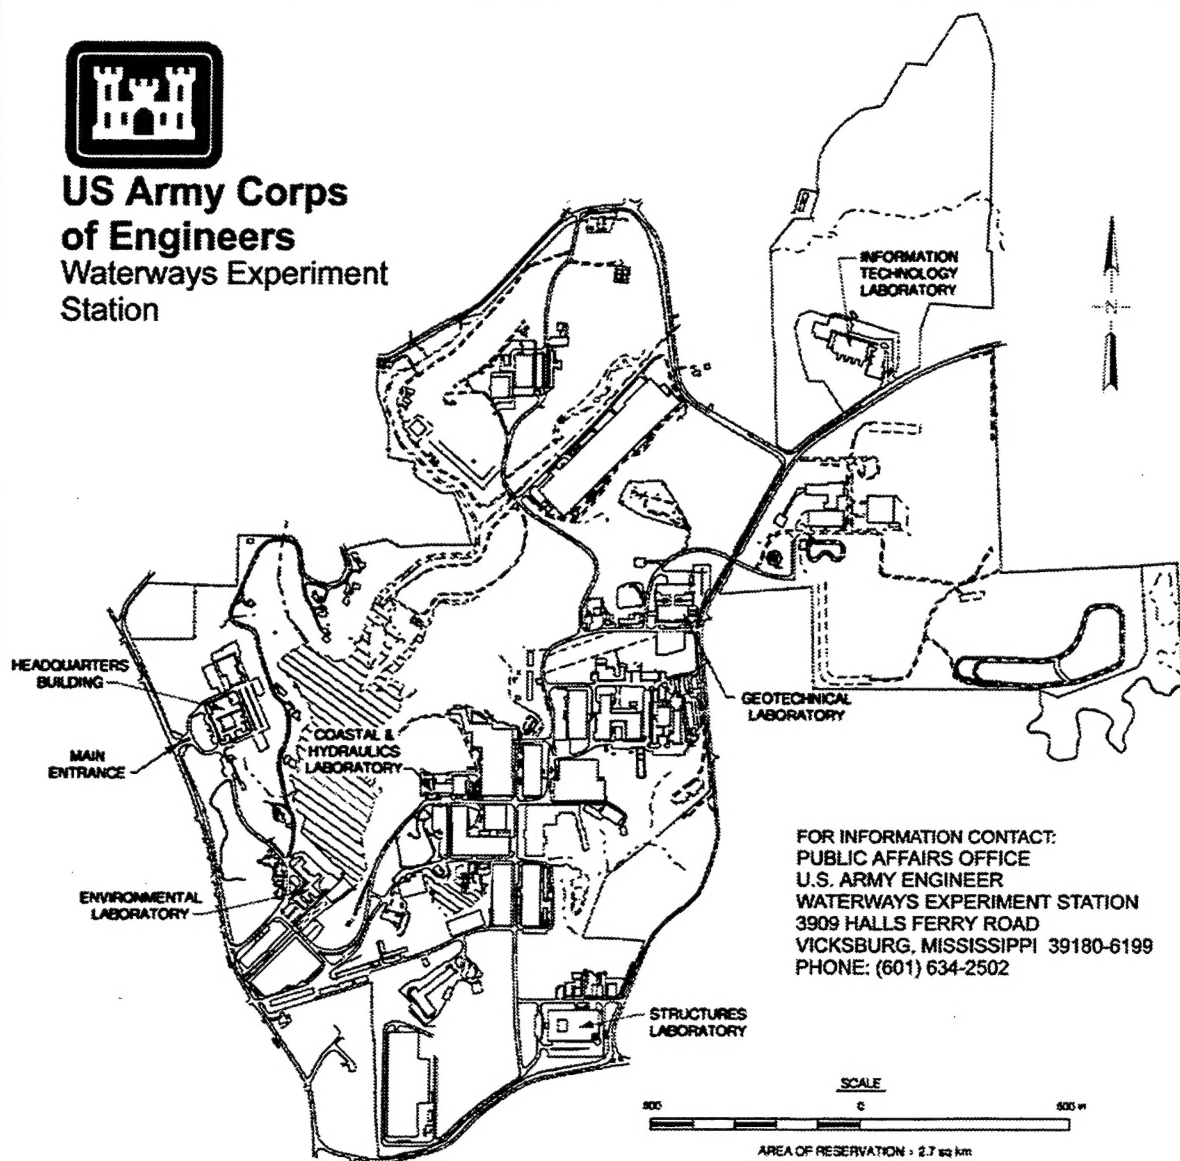 US Army Corps
of Engineers
Waterways Experiment
Station
INFORMATION
TECHNOLOGY
LABORATORY
N
HEADQUARTERS
BUILDING
MAIN
ENTRANCE
COASTAL &
HYDRAULICS
LABORATORY
GEOTECHNICAL
LABORATORY
ENVIRONMENTAL
LABORATORY
FOR INFORMATION CONTACT:
PUBLIC AFFAIRS OFFICE
U.S. ARMY ENGINEER
WATERWAYS EXPERIMENT STATION
3909 HALLS FERRY ROAD
VICKSBURG, MISSISSIPPI 39180-6199
PHONE: (601) 634-2502
STRUCTURES
LABORATORY
SCALE
500 0 500 m
AREA OF RESERVATION = 2.7 sq km